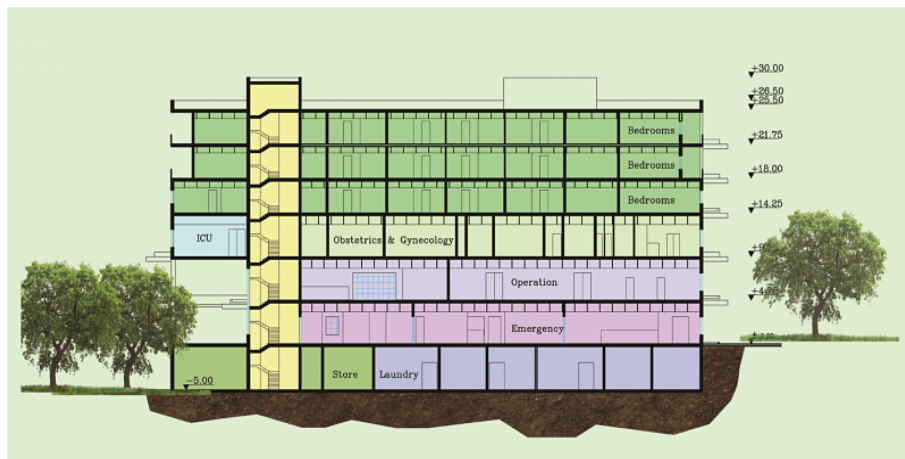 +30.00
+26.50
+25.50
Bedrooms
+21.75
Bedrooms
+18.00
Bedrooms
+14.25
ICU
Obstetrics & Gynecology
Operation
Emergency
Store
Laundry
-5.00